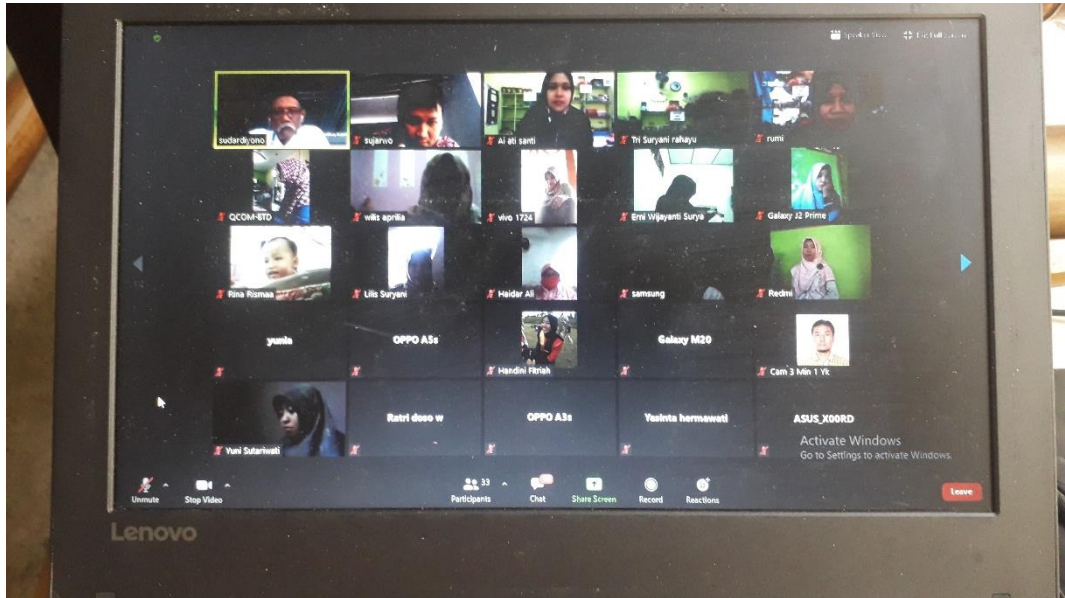 Speaker View
Exit Full Screen
sudardiyono
sujarwo
Ai ati santi
Tri Suryani rahayu
rumi
QCOM-BTD
wilis aprilia
vivo 1724
Erni Wijayanti Surya
Galaxy J2 Prime
Rina Rismaa
Lilis Suryani
Haidar Ali
samsung
Redmi
yunia
OPPO A5s
Handini Fitriah
Galaxy M20
Cam 3 Min 1 Yk
Yuni Sutariwati
Ratri doso w
OPPO A3s
Yasinta hermawati
ASUS_X00RD
Activate Windows
Go to Settings to activate Windows.
Unmute
Stop Video
33
Participants
Chat
Share Screen
Record
Reactions
Leave
Lenovo